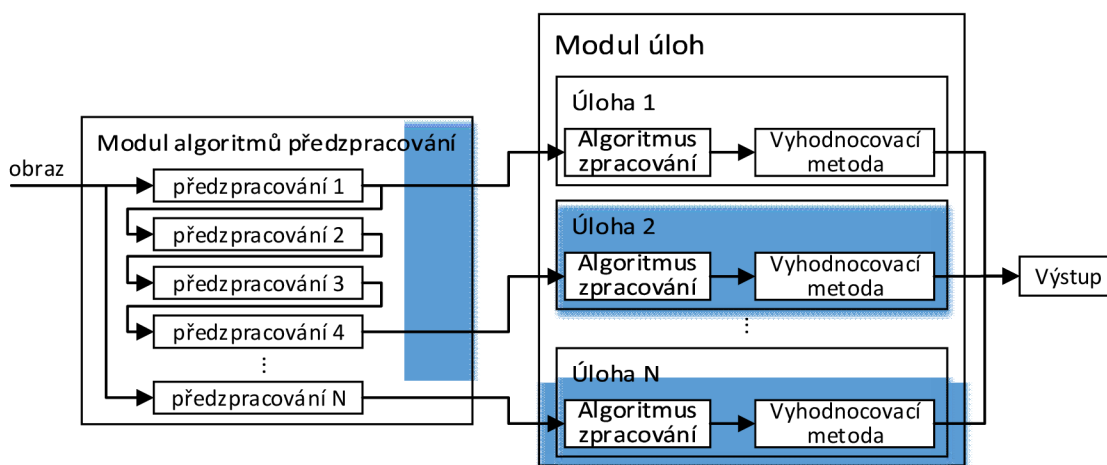 obraz
Modul algoritmů předzpracování
předzpracování 1
předzpracování 2
předzpracování 3
předzpracování 4
⋮
předzpracování N
Modul úloh
Úloha 1
Algoritmus
zpracování
Vyhodnocovací
metoda
Úloha 2
Algoritmus
zpracování
Vyhodnocovací
metoda
⋮
Úloha N
Algoritmus
zpracování
Vyhodnocovací
metoda
Výstup